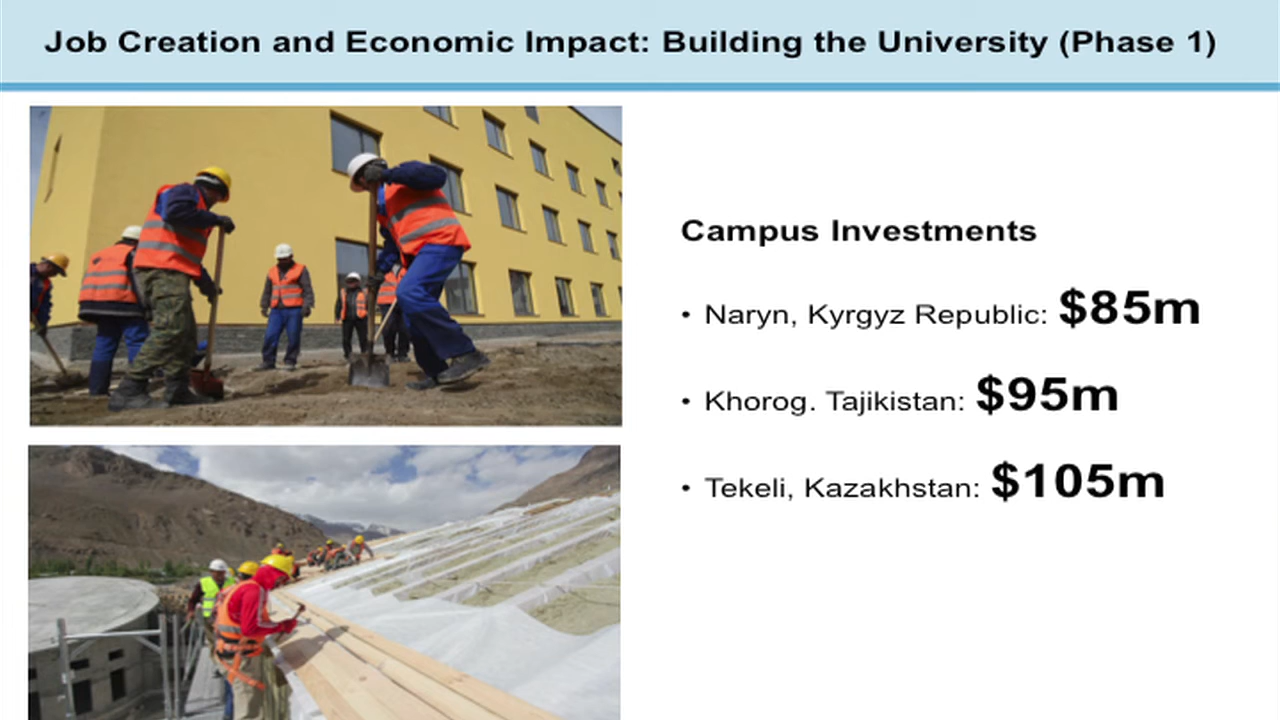 Job Creation and Economic Impact: Building the University (Phase 1)
Campus Investments
• Naryn, Kyrgyz Republic: $85m
• Khorog. Tajikistan: $95m
• Tekeli, Kazakhstan: $105m